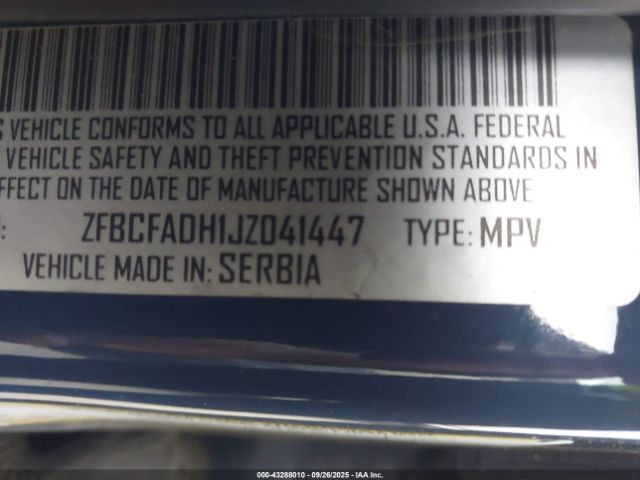 VEHICLE CONFORMS TO ALL APPLICABLE U.S.A. FEDERAL
VEHICLE SAFETY AND THEFT PREVENTION STANDARDS IN
EFFECT ON THE DATE OF MANUFACTURE SHOWN ABOVE
: ZFBCFADH1JZ041447 TYPE: MPV
VEHICLE MADE IN: SERBIA
000-43288010 09/26/2025 IAA Inc.